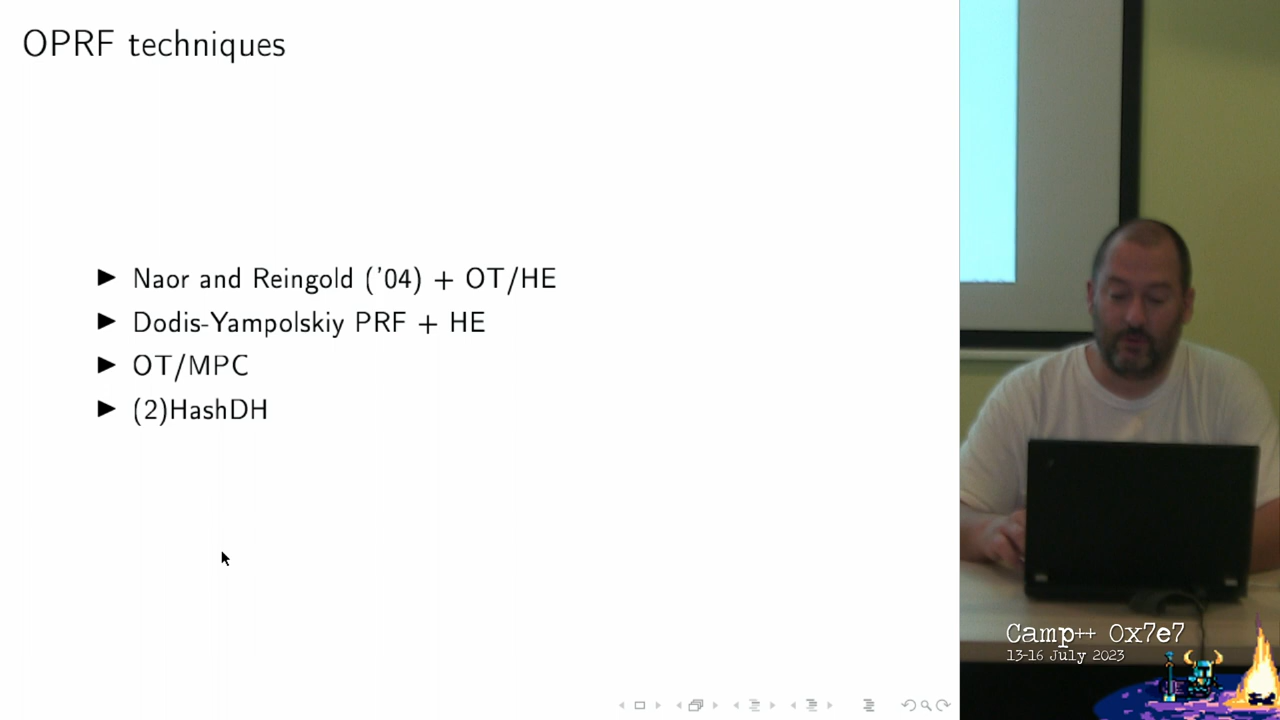 OPRF techniques
▶ Naor and Reingold ('04) + OT/HE
▶ Dodis-Yampolskiy PRF + HE
▶ OT/MPC
▶ (2)HashDH
Camp++ 0x7e7
13-16 July 2023